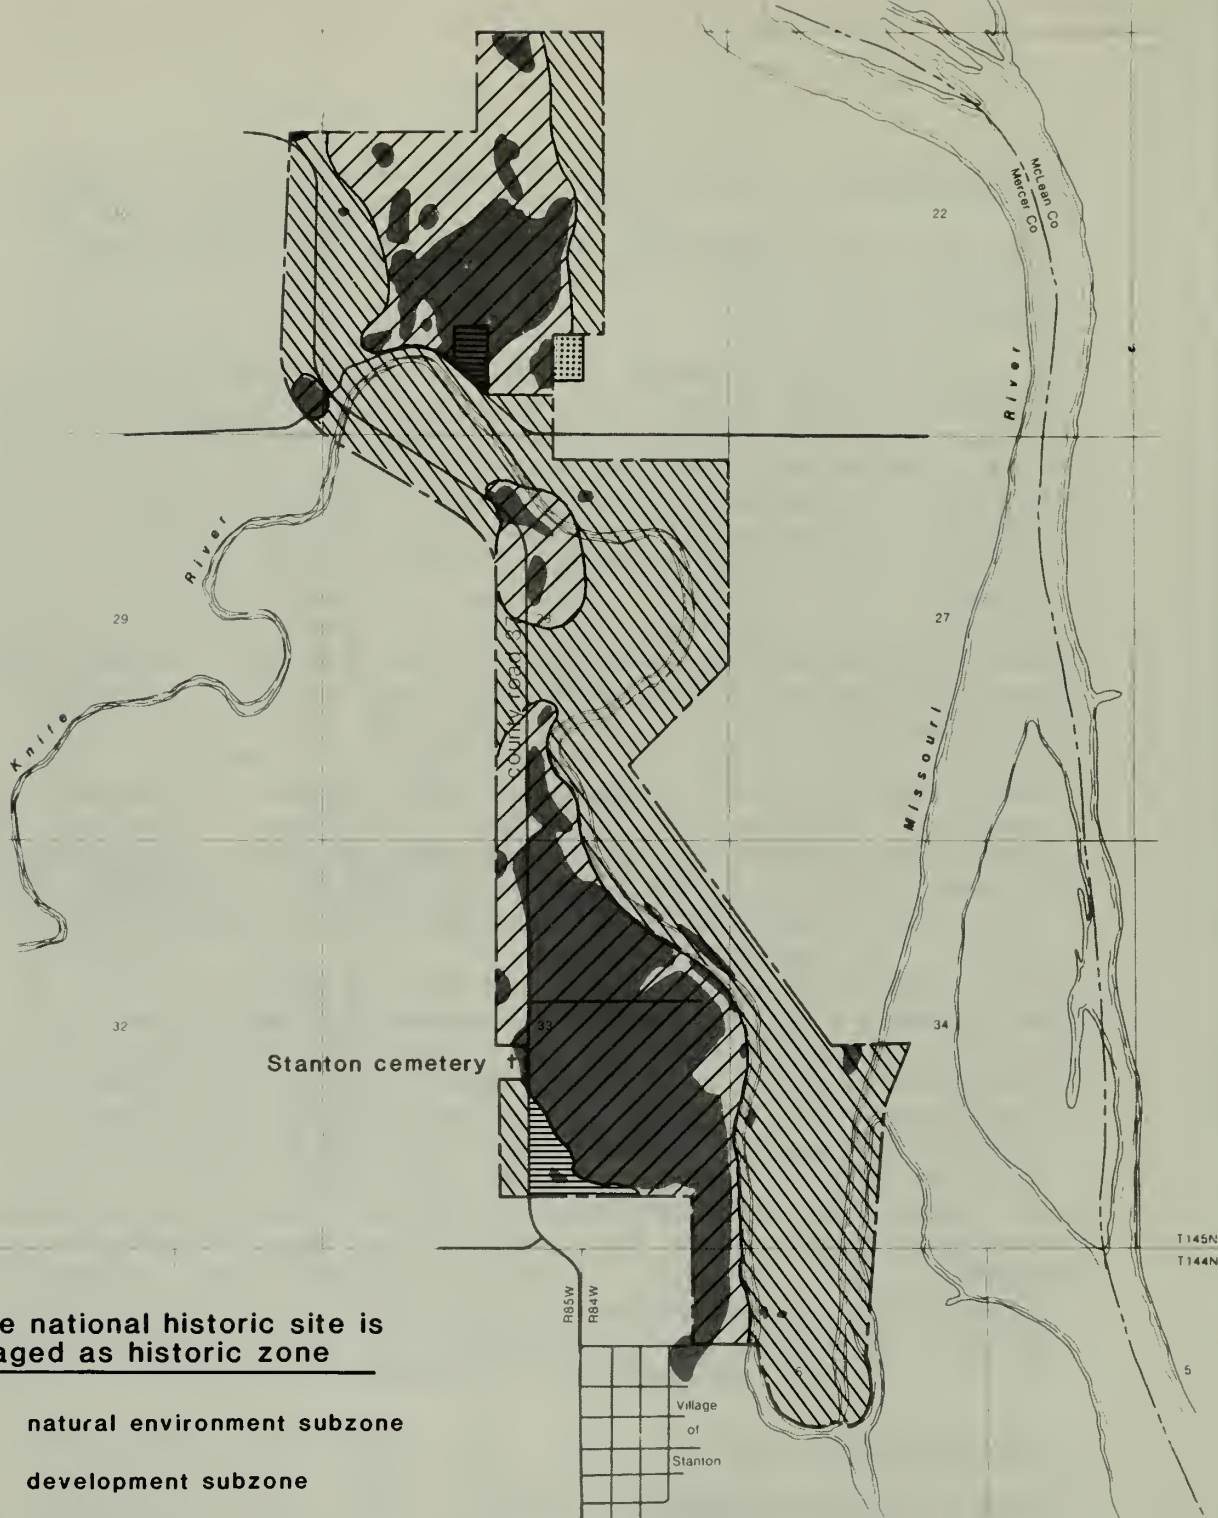 McLean Co
Mercer Co
22
River
River
29
28
27
Knife
county road 37
Missouri
32
33
34
Stanton cemetery
T145N
T144N
R85W
R84W
e national historic site is
aged as historic zone
5
Village
of
Stanton
natural environment subzone
development subzone